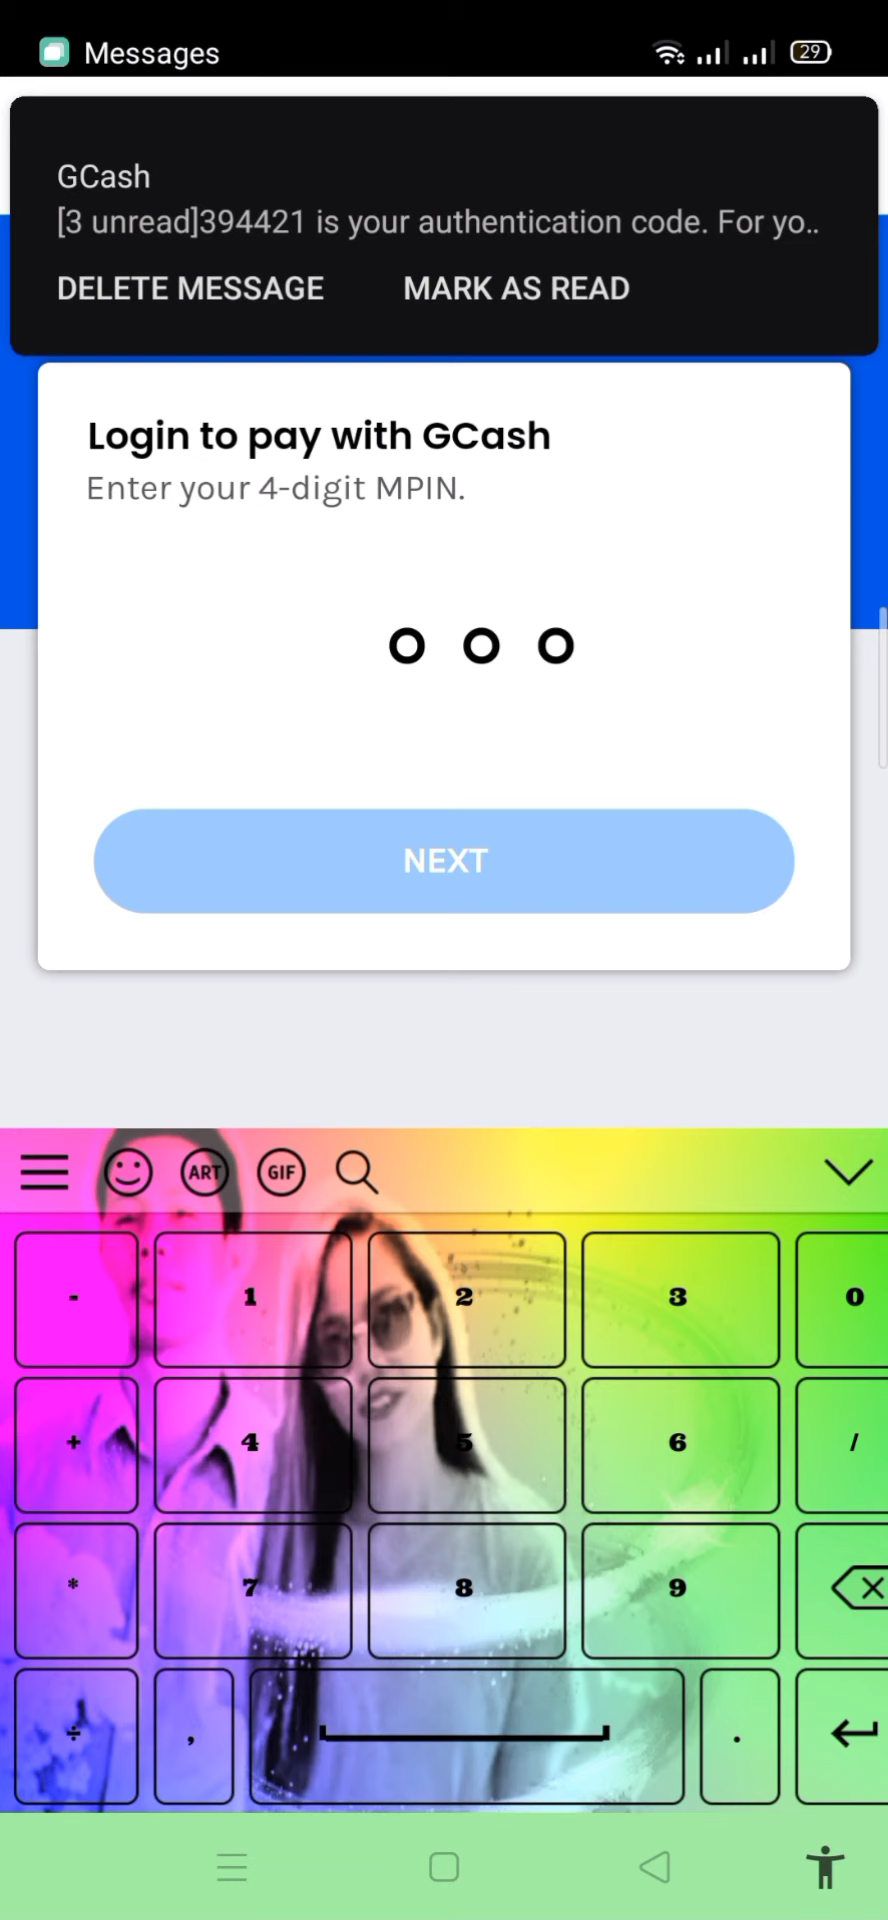 Messages
29
GCash
[3 unread]394421 is your authentication code. For yo..
DELETE MESSAGE MARK AS READ
Login to pay with GCash
Enter your 4-digit MPIN.
NEXT
ART GIF
- 1 2 3 0
+ 4 5 6 /
* 7 8 9
÷ , .